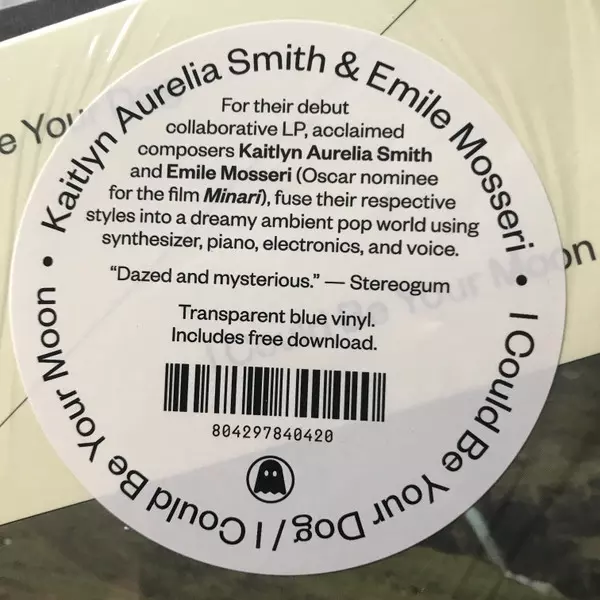 Kaitlyn Aurelia Smith & Emile Mosseri • I Could Be Your Dog / I Could Be Your Moon •
For their debut
collaborative LP, acclaimed
composers Kaitlyn Aurelia Smith
and Emile Mosseri (Oscar nominee
for the film Minari), fuse their respective
styles into a dreamy ambient pop world using
synthesizer, piano, electronics, and voice.
“Dazed and mysterious.” — Stereogum
Transparent blue vinyl.
Includes free download.
804297840420